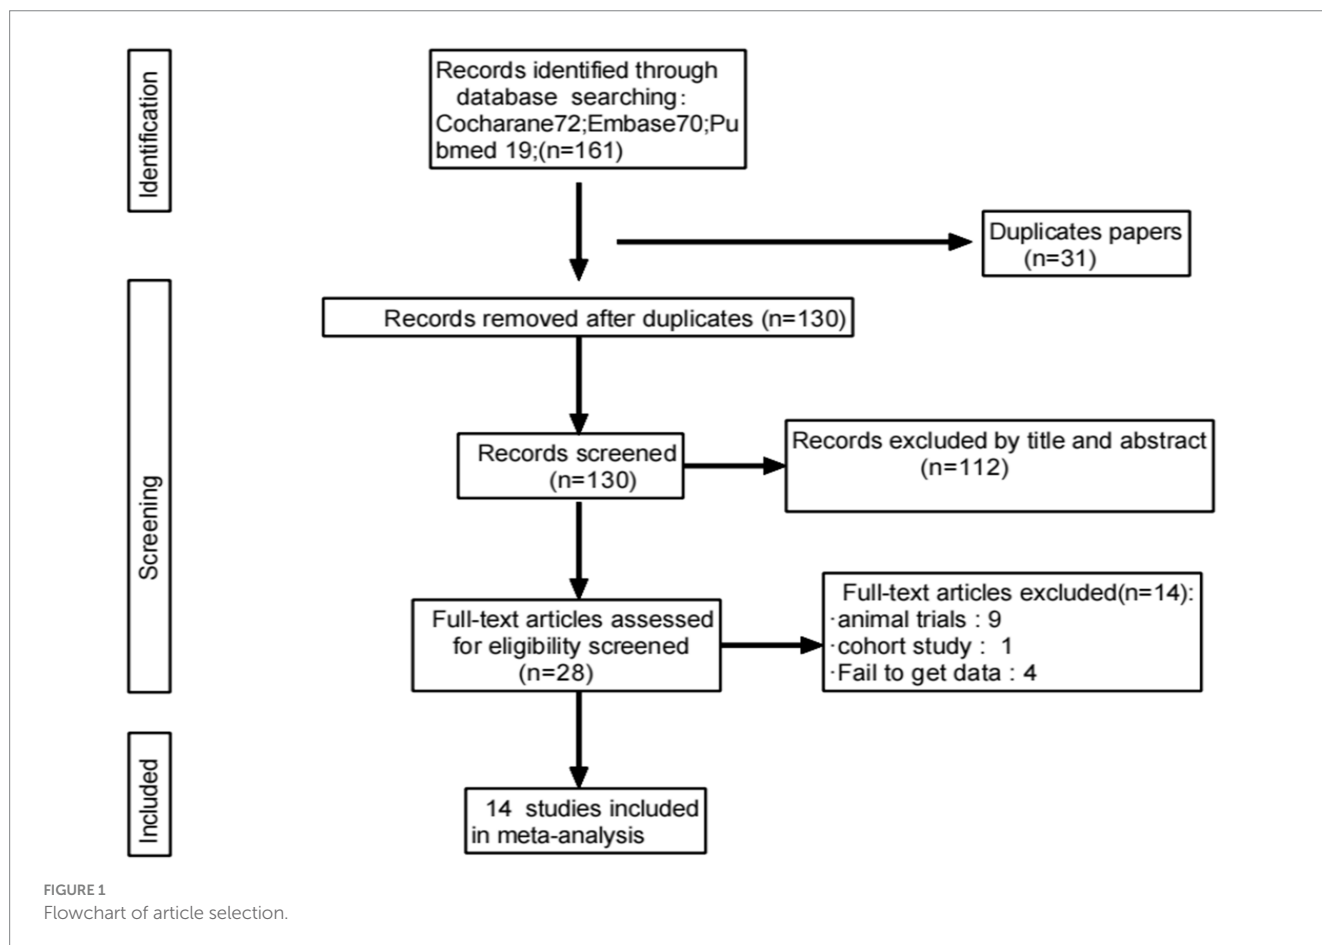 Identification
Records identified through
database searching:
Cocharane72;Embase70;Pu
bmed 19;(n=161)
Duplicates papers
(n=31)
Screening
Records removed after duplicates (n=130)
Records screened
(n=130)
Records excluded by title and abstract
(n=112)
Full-text articles assessed
for eligibility screened
(n=28)
Full-text articles excluded(n=14):
·animal trials : 9
·cohort study : 1
·Fail to get data : 4
Included
14 studies included
in meta-analysis
FIGURE 1
Flowchart of article selection.